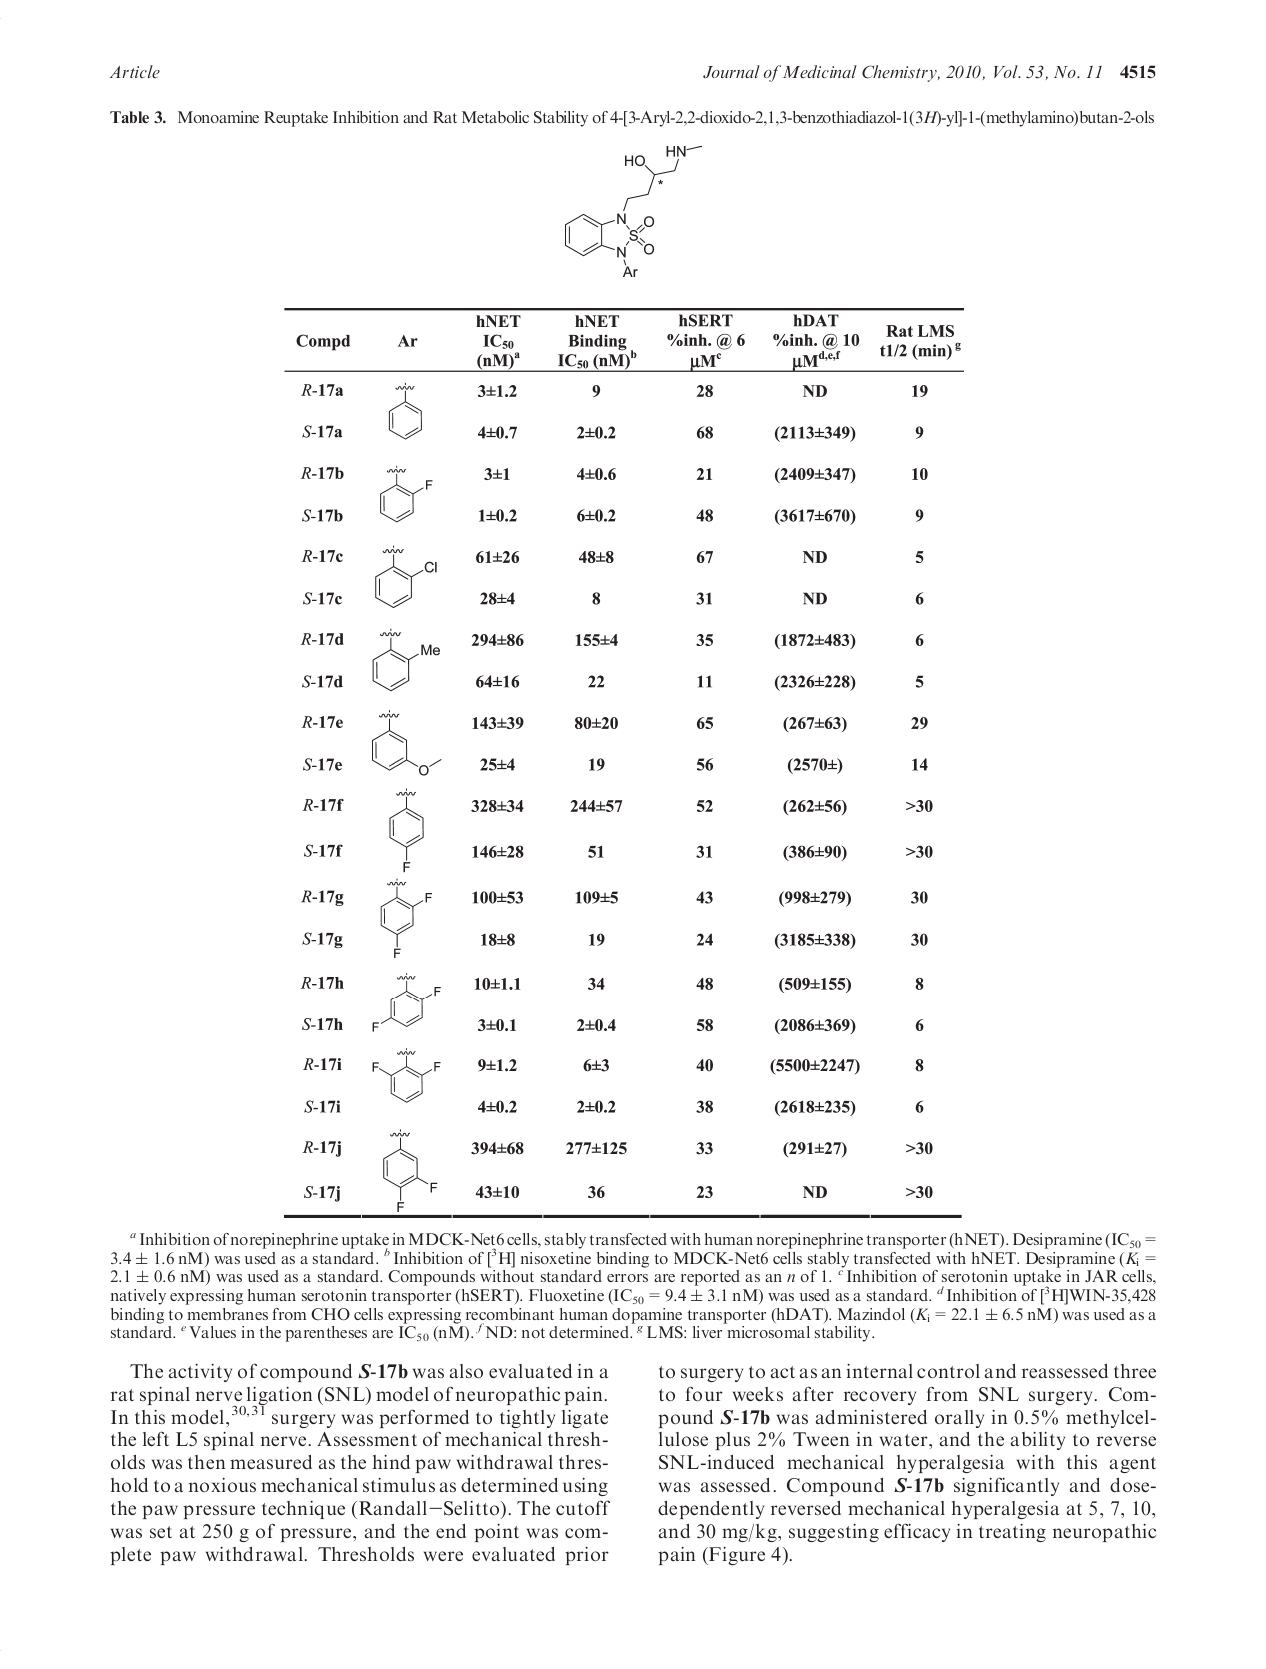 Article
Journal of Medicinal Chemistry, 2010, Vol. 53, No. 11 4515
Table 3. Monoamine Reuptake Inhibition and Rat Metabolic Stability of 4-[3-Aryl-2,2-dioxido-2,1,3-benzothiadiazol-1(3H)-yl]-1-(methylamino)butan-2-ols
HN
HO
*
N
O
S
O
N
Ar
Compd Ar hNET IC50 (nM)a hNET Binding IC50 (nM)b hSERT %inh. @ 6 µMc hDAT %inh. @ 10 µMd,e,f Rat LMS t1/2 (min) g
R-17a 3±1.2 9 28 ND 19
S-17a 4±0.7 2±0.2 68 (2113±349) 9
R-17b 3±1 4±0.6 21 (2409±347) 10
F
S-17b 1±0.2 6±0.2 48 (3617±670) 9
R-17c 61±26 48±8 67 ND 5
Cl
S-17c 28±4 8 31 ND 6
R-17d 294±86 155±4 35 (1872±483) 6
Me
S-17d 64±16 22 11 (2326±228) 5
R-17e 143±39 80±20 65 (267±63) 29
S-17e O 25±4 19 56 (2570±) 14
R-17f 328±34 244±57 52 (262±56) >30
S-17f 146±28 51 31 (386±90) >30
F
R-17g F 100±53 109±5 43 (998±279) 30
S-17g 18±8 19 24 (3185±338) 30
F
R-17h 10±1.1 34 48 (509±155) 8
F
S-17h F 3±0.1 2±0.4 58 (2086±369) 6
R-17i F F 9±1.2 6±3 40 (5500±2247) 8
S-17i 4±0.2 2±0.2 38 (2618±235) 6
R-17j 394±68 277±125 33 (291±27) >30
F
S-17j 43±10 36 23 ND >30
F
a Inhibition of norepinephrine uptake in MDCK-Net6 cells, stably transfected with human norepinephrine transporter (hNET). Desipramine (IC50 =
3.4 ± 1.6 nM) was used as a standard. b Inhibition of [3H] nisoxetine binding to MDCK-Net6 cells stably transfected with hNET. Desipramine (Ki =
2.1 ± 0.6 nM) was used as a standard. Compounds without standard errors are reported as an n of 1. c Inhibition of serotonin uptake in JAR cells,
natively expressing human serotonin transporter (hSERT). Fluoxetine (IC50 = 9.4 ± 3.1 nM) was used as a standard. d Inhibition of [3H]WIN-35,428
binding to membranes from CHO cells expressing recombinant human dopamine transporter (hDAT). Mazindol (Ki = 22.1 ± 6.5 nM) was used as a
standard. e Values in the parentheses are IC50 (nM). f ND: not determined. g LMS: liver microsomal stability.
The activity of compound S-17b was also evaluated in a
rat spinal nerve ligation (SNL) model of neuropathic pain.
In this model,30,31 surgery was performed to tightly ligate
the left L5 spinal nerve. Assessment of mechanical thresh-
olds was then measured as the hind paw withdrawal thres-
hold to a noxious mechanical stimulus as determined using
the paw pressure technique (Randall−Selitto). The cutoff
was set at 250 g of pressure, and the end point was com-
plete paw withdrawal. Thresholds were evaluated prior
to surgery to act as an internal control and reassessed three
to four weeks after recovery from SNL surgery. Com-
pound S-17b was administered orally in 0.5% methylcel-
lulose plus 2% Tween in water, and the ability to reverse
SNL-induced mechanical hyperalgesia with this agent
was assessed. Compound S-17b significantly and dose-
dependently reversed mechanical hyperalgesia at 5, 7, 10,
and 30 mg/kg, suggesting efficacy in treating neuropathic
pain (Figure 4).